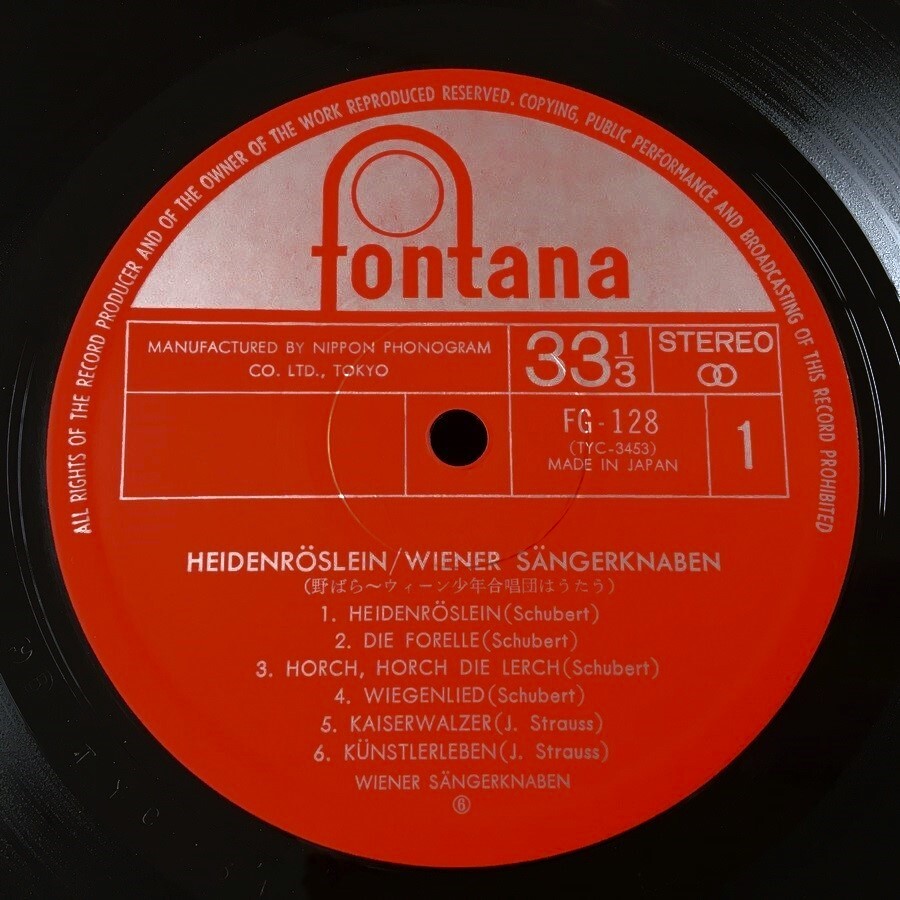 ALL RIGHTS OF THE RECORD PRODUCER AND OF THE OWNER OF THE WORK REPRODUCED RESERVED. COPYING, PUBLIC PERFORMANCE AND BROADCASTING OF THIS RECORD PROHIBITED
fontana
MANUFACTURED BY NIPPON PHONOGRAM
CO. LTD., TOKYO
33 1/3
STEREO
FG-128
(TYC-3453)
MADE IN JAPAN
1
HEIDENRÖSLEIN/WIENER SÄNGERKNABEN
(野ばら～ウィーン少年合唱団はうたう)
1. HEIDENRÖSLEIN(Schubert)
2. DIE FORELLE(Schubert)
3. HORCH, HORCH DIE LERCH(Schubert)
4. WIEGENLIED(Schubert)
5. KAISERWALZER(J. Strauss)
6. KÜNSTLERLEBEN(J. Strauss)
WIENER SÄNGERKNABEN
⑥